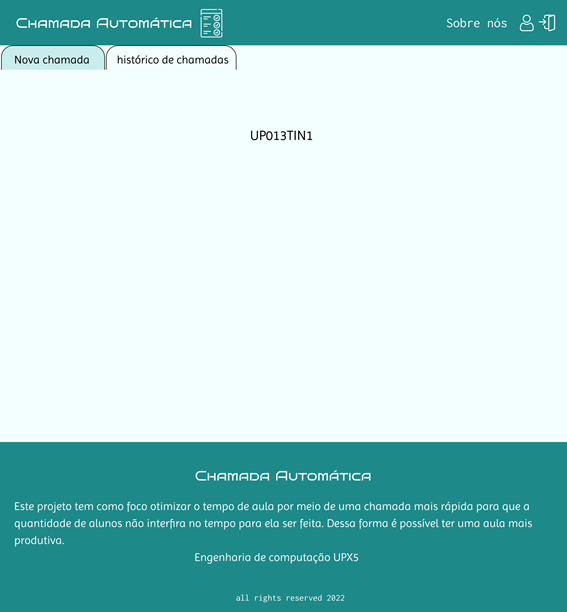 Chamada Automática
Sobre nós
Nova chamada
histórico de chamadas
UP013TIN1
Chamada Automática
Este projeto tem como foco otimizar o tempo de aula por meio de uma chamada mais rápida para que a
quantidade de alunos não interfira no tempo para ela ser feita. Dessa forma é possível ter uma aula mais
produtiva.
Engenharia de computação UPX5
all rights reserved 2022